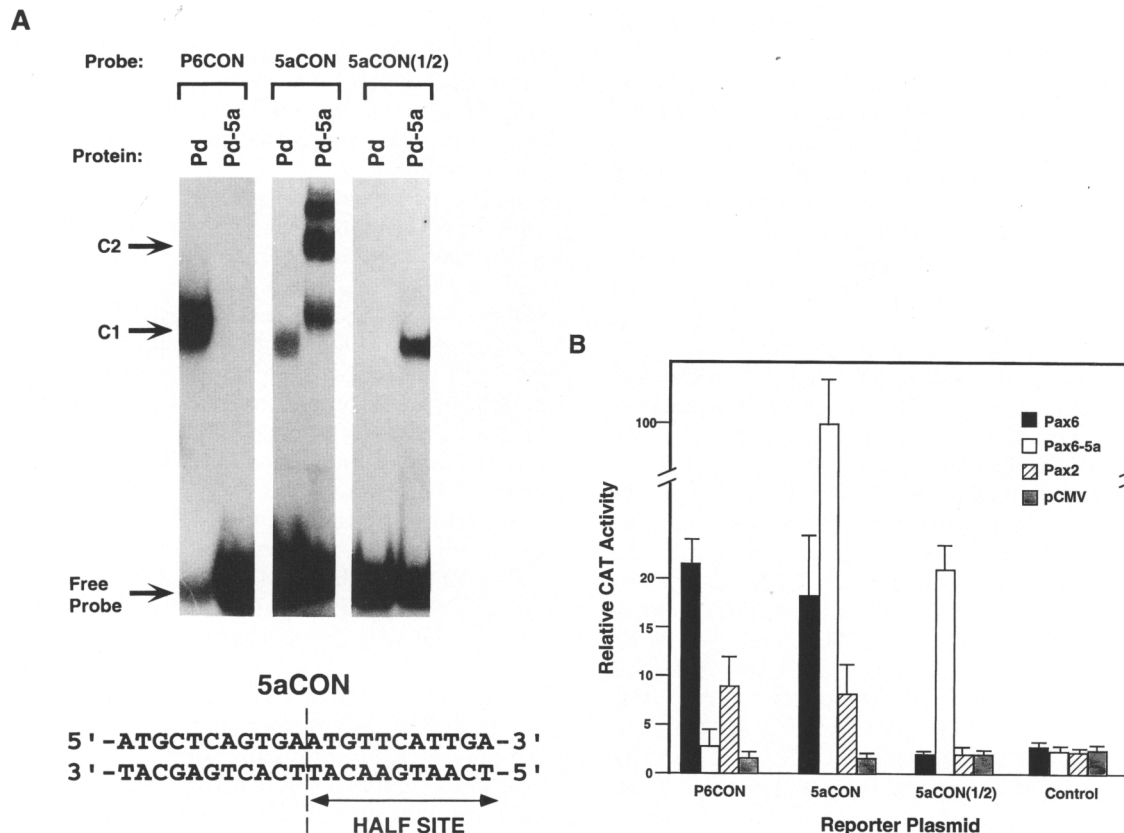 A
Probe: P6CON 5aCON 5aCON(1/2)
Protein: Pd Pd-5a Pd Pd-5a Pd Pd-5a
C2
C1
Free
Probe
5aCON
5'-ATGCTCAGTGAATGTTCATTGA-3'
3'-TACGAGTCACTTACAAGTAACT-5'
HALF SITE
B
Relative CAT Activity
100
20
15
10
5
0
Pax6
Pax6-5a
Pax2
pCMV
P6CON 5aCON 5aCON(1/2) Control
Reporter Plasmid